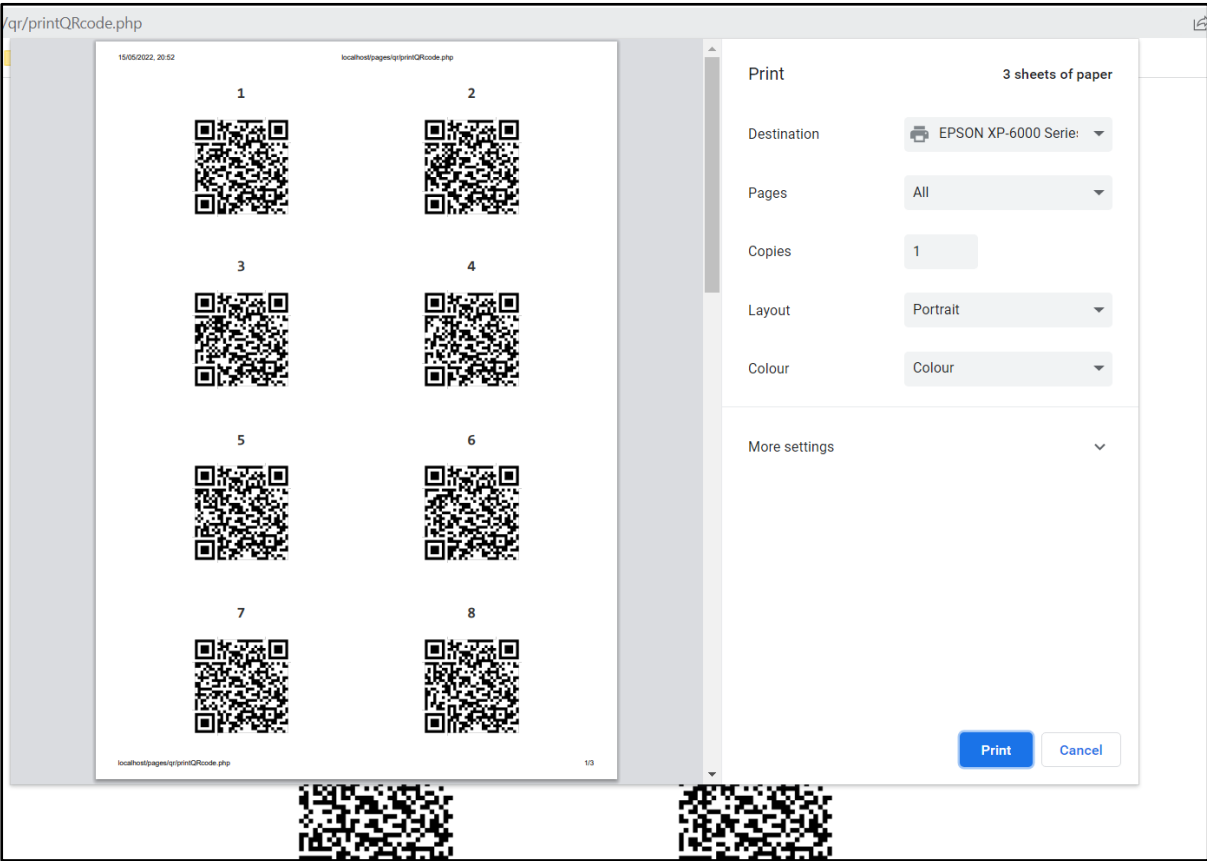 /qr/printQRcode.php
15/05/2022, 20:52 localhost/pages/qr/printQRcode.php
1 2
3 4
5 6
7 8
localhost/pages/qr/printQRcode.php 1/3
Print 3 sheets of paper
Destination EPSON XP-6000 Serie
Pages All
Copies 1
Layout Portrait
Colour Colour
More settings
Print Cancel